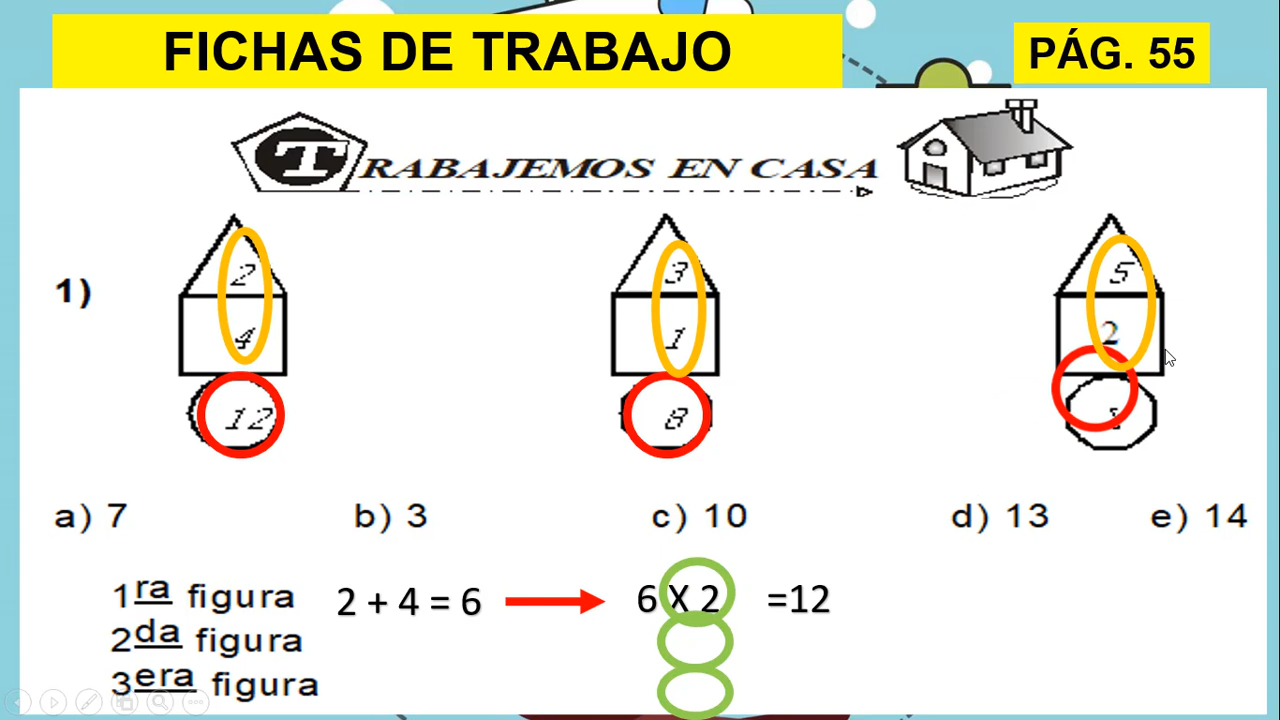 FICHAS DE TRABAJO
PÁG. 55
TRABAJEMOS EN CASA
1)
2 3 5
4 1 2
12 8
a) 7 b) 3 c) 10 d) 13 e) 14
1ra figura 2 + 4 = 6 6 X 2 =12
2da figura
3era figura